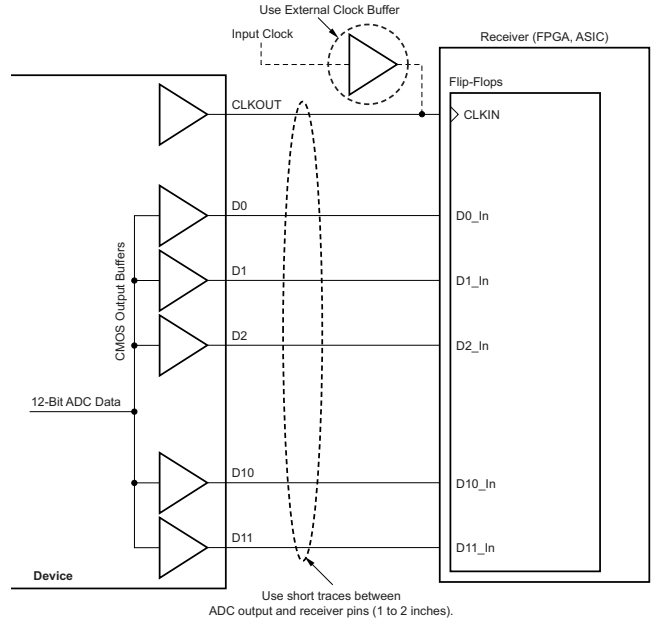 Use External Clock Buffer
Input Clock
Receiver (FPGA, ASIC)
Flip-Flops
CLKOUT
CLKIN
D0
D0_In
D1
D1_In
D2
D2_In
CMOS Output Buffers
12-Bit ADC Data
D10
D10_In
D11
D11_In
Device
Use short traces between
ADC output and receiver pins (1 to 2 inches).